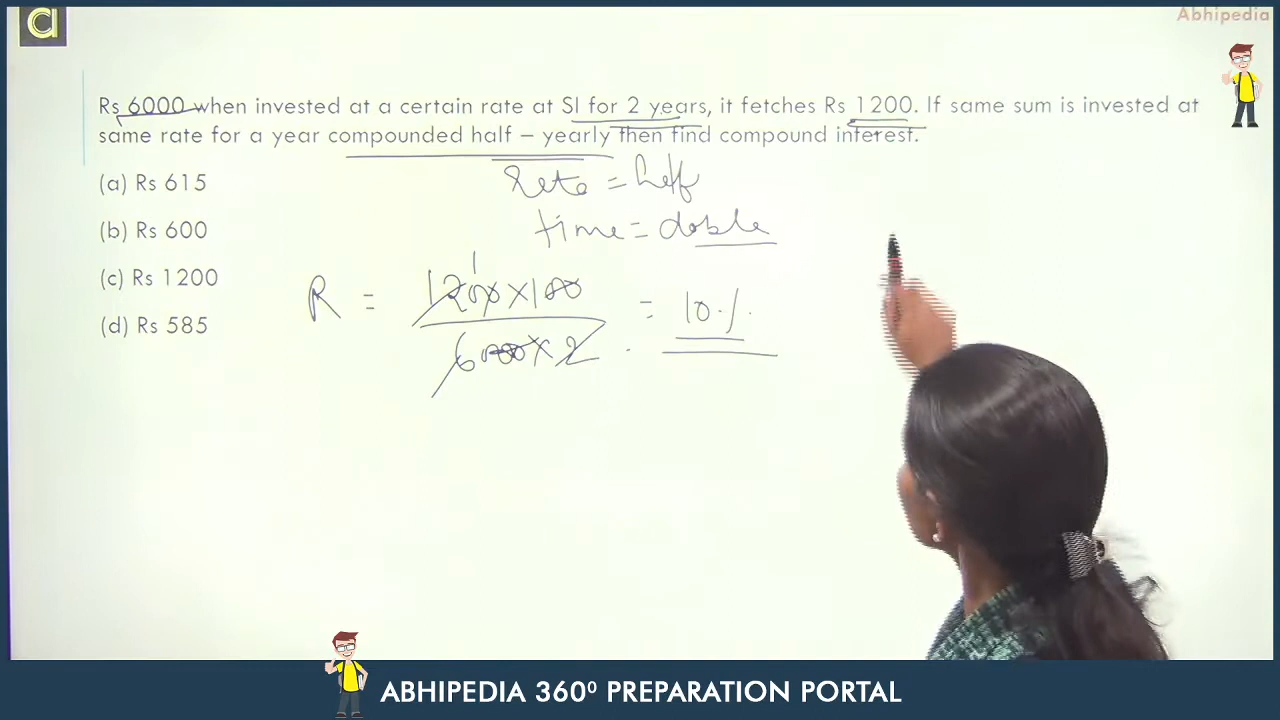 a
Abhipedia
Rs 6000 when invested at a certain rate at SI for 2 years, it fetches Rs 1200. If same sum is invested at
same rate for a year compounded half – yearly then find compound interest.
(a) Rs 615
(b) Rs 600
(c) Rs 1200
(d) Rs 585
rate = half
time = doble
1
R = 1200 × 100 = 10%
6000 × 2
ABHIPEDIA 360⁰ PREPARATION PORTAL